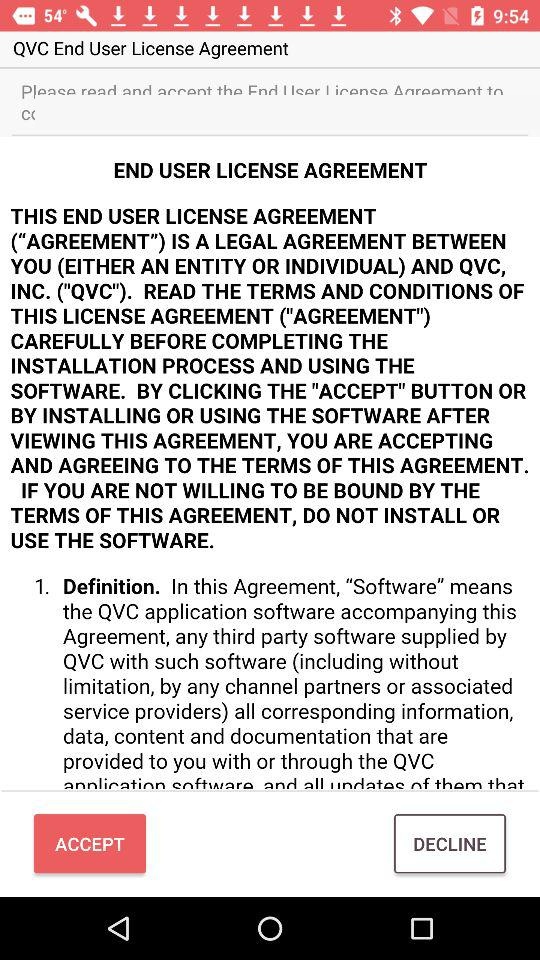 54°
9:54
QVC End User License Agreement
Please read and accept the End User License Agreement to
END USER LICENSE AGREEMENT
THIS END USER LICENSE AGREEMENT
(“AGREEMENT”) IS A LEGAL AGREEMENT BETWEEN
YOU (EITHER AN ENTITY OR INDIVIDUAL) AND QVC,
INC. ("QVC").  READ THE TERMS AND CONDITIONS OF
THIS LICENSE AGREEMENT ("AGREEMENT")
CAREFULLY BEFORE COMPLETING THE
INSTALLATION PROCESS AND USING THE
SOFTWARE.  BY CLICKING THE "ACCEPT" BUTTON OR
BY INSTALLING OR USING THE SOFTWARE AFTER
VIEWING THIS AGREEMENT, YOU ARE ACCEPTING
AND AGREEING TO THE TERMS OF THIS AGREEMENT.
IF YOU ARE NOT WILLING TO BE BOUND BY THE
TERMS OF THIS AGREEMENT, DO NOT INSTALL OR
USE THE SOFTWARE.
1. Definition.  In this Agreement, “Software” means
the QVC application software accompanying this
Agreement, any third party software supplied by
QVC with such software (including without
limitation, by any channel partners or associated
service providers) all corresponding information,
data, content and documentation that are
provided to you with or through the QVC
application software, and all updates of them that
ACCEPT
DECLINE